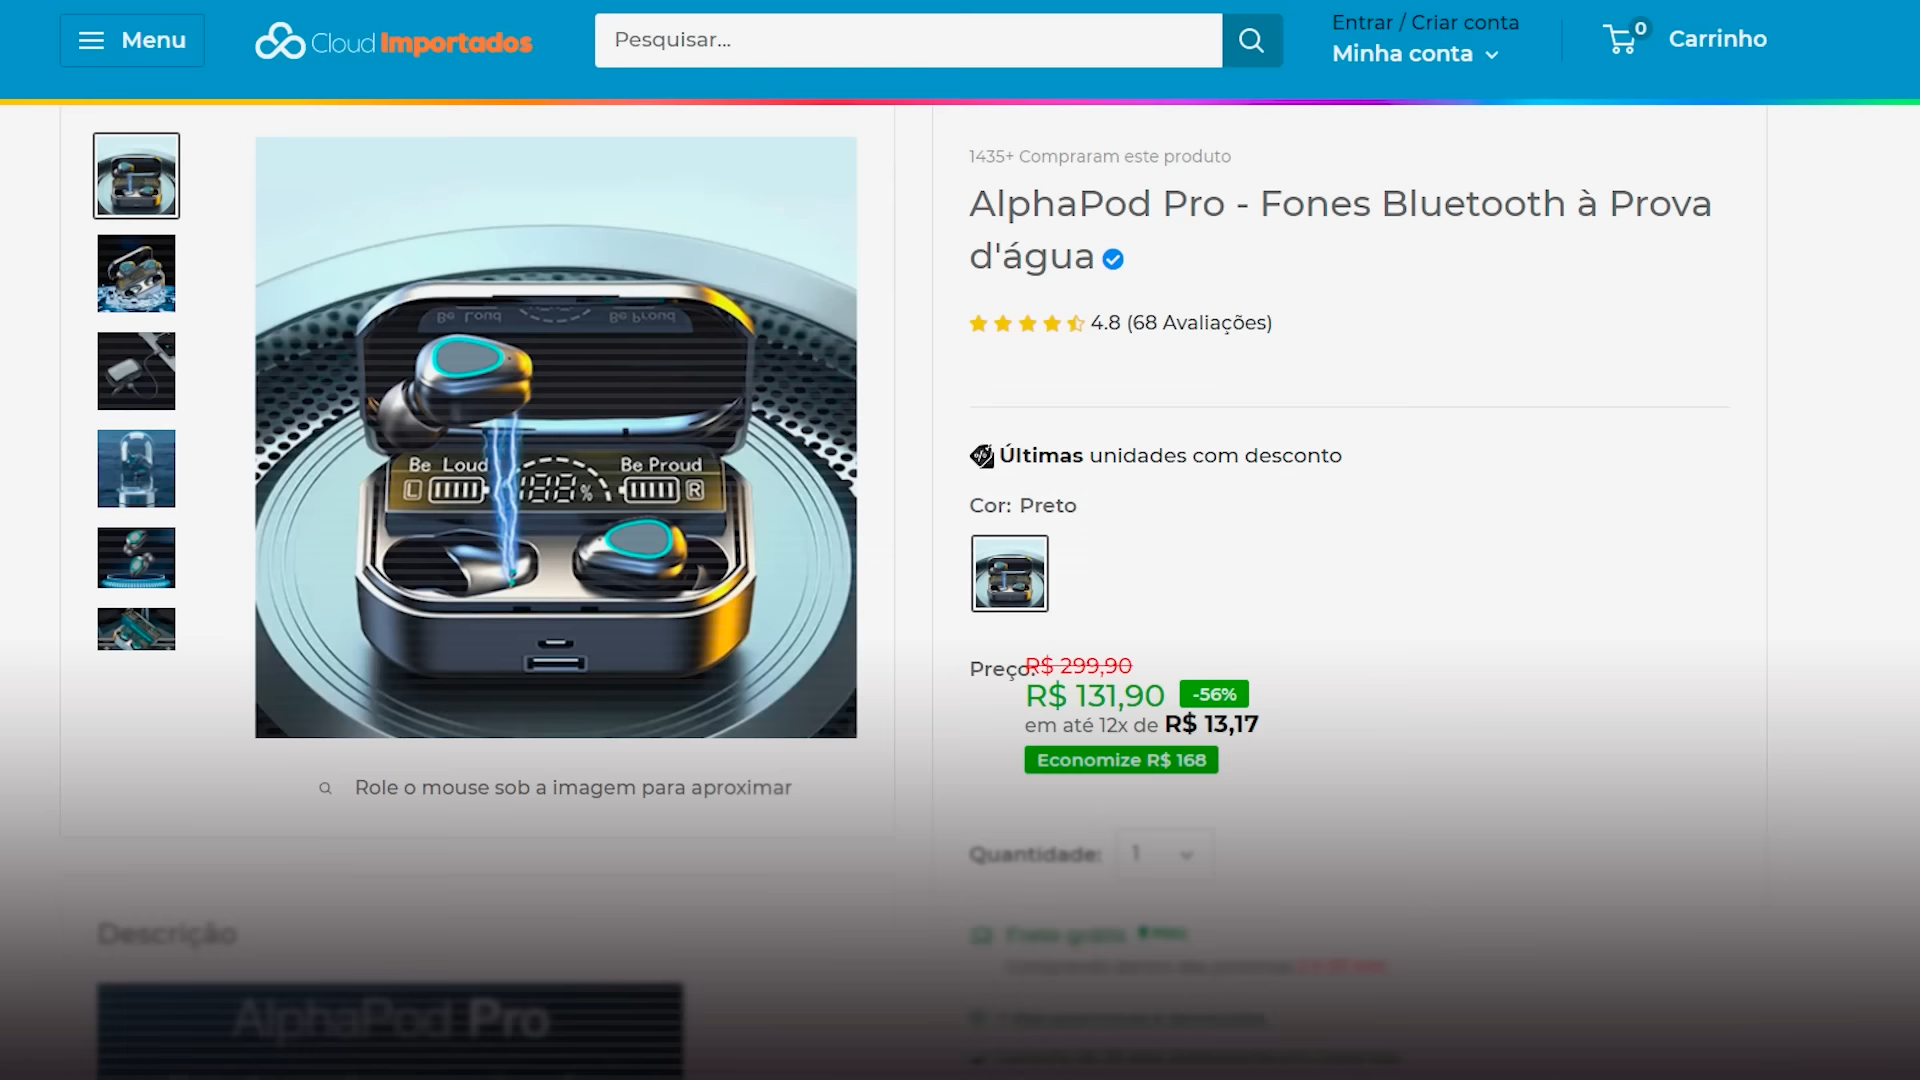 Menu
Cloud Importados
Pesquisar...
Entrar / Criar conta
Minha conta
0
Carrinho
1435+ Compraram este produto
AlphaPod Pro - Fones Bluetooth à Prova
d'água
4.8 (68 Avaliações)
Últimas unidades com desconto
Cor: Preto
Be Loud
Be Proud
Be Loud
Be Proud
L
188%
R
Preço:
R$ 299,90
R$ 131,90
-56%
em até 12x de R$ 13,17
Economize R$ 168
Role o mouse sob a imagem para aproximar
Quantidade: 1
Descrição
Frete grátis
AlphaPod Pro